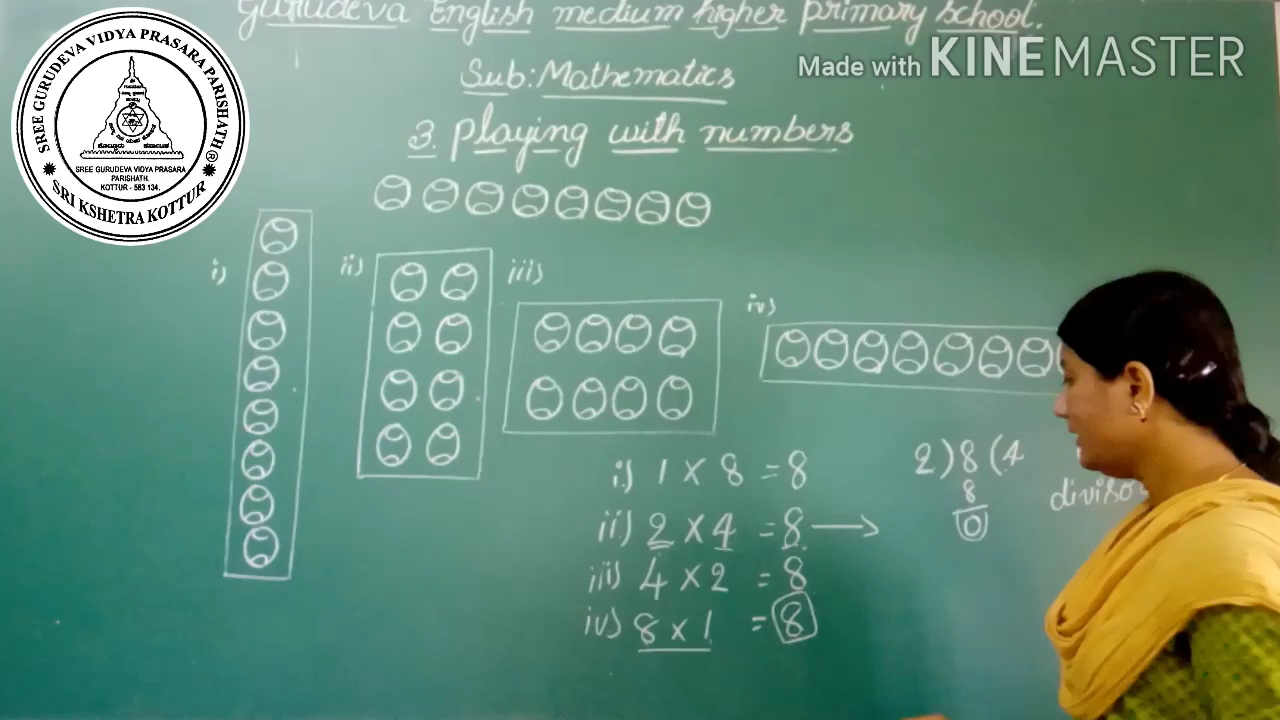 Gurudeva English medium higher primary school.
Made with KINEMASTER
Sub: Mathematics
3. Playing with numbers
SREE GURUDEVA VIDYA PRASARA PARISHATH®
SREE GURUDEVA VIDYA PRASARA
PARISHATH.
KOTTUR - 583 134.
SRI KSHETRA KOTTUR
i)
ii)
iii)
iv)
i) 1 X 8 = 8
ii) 2 X 4 = 8 →
iii) 4 X 2 = 8
iv) 8 x 1 = 8
2)8(4
8
0